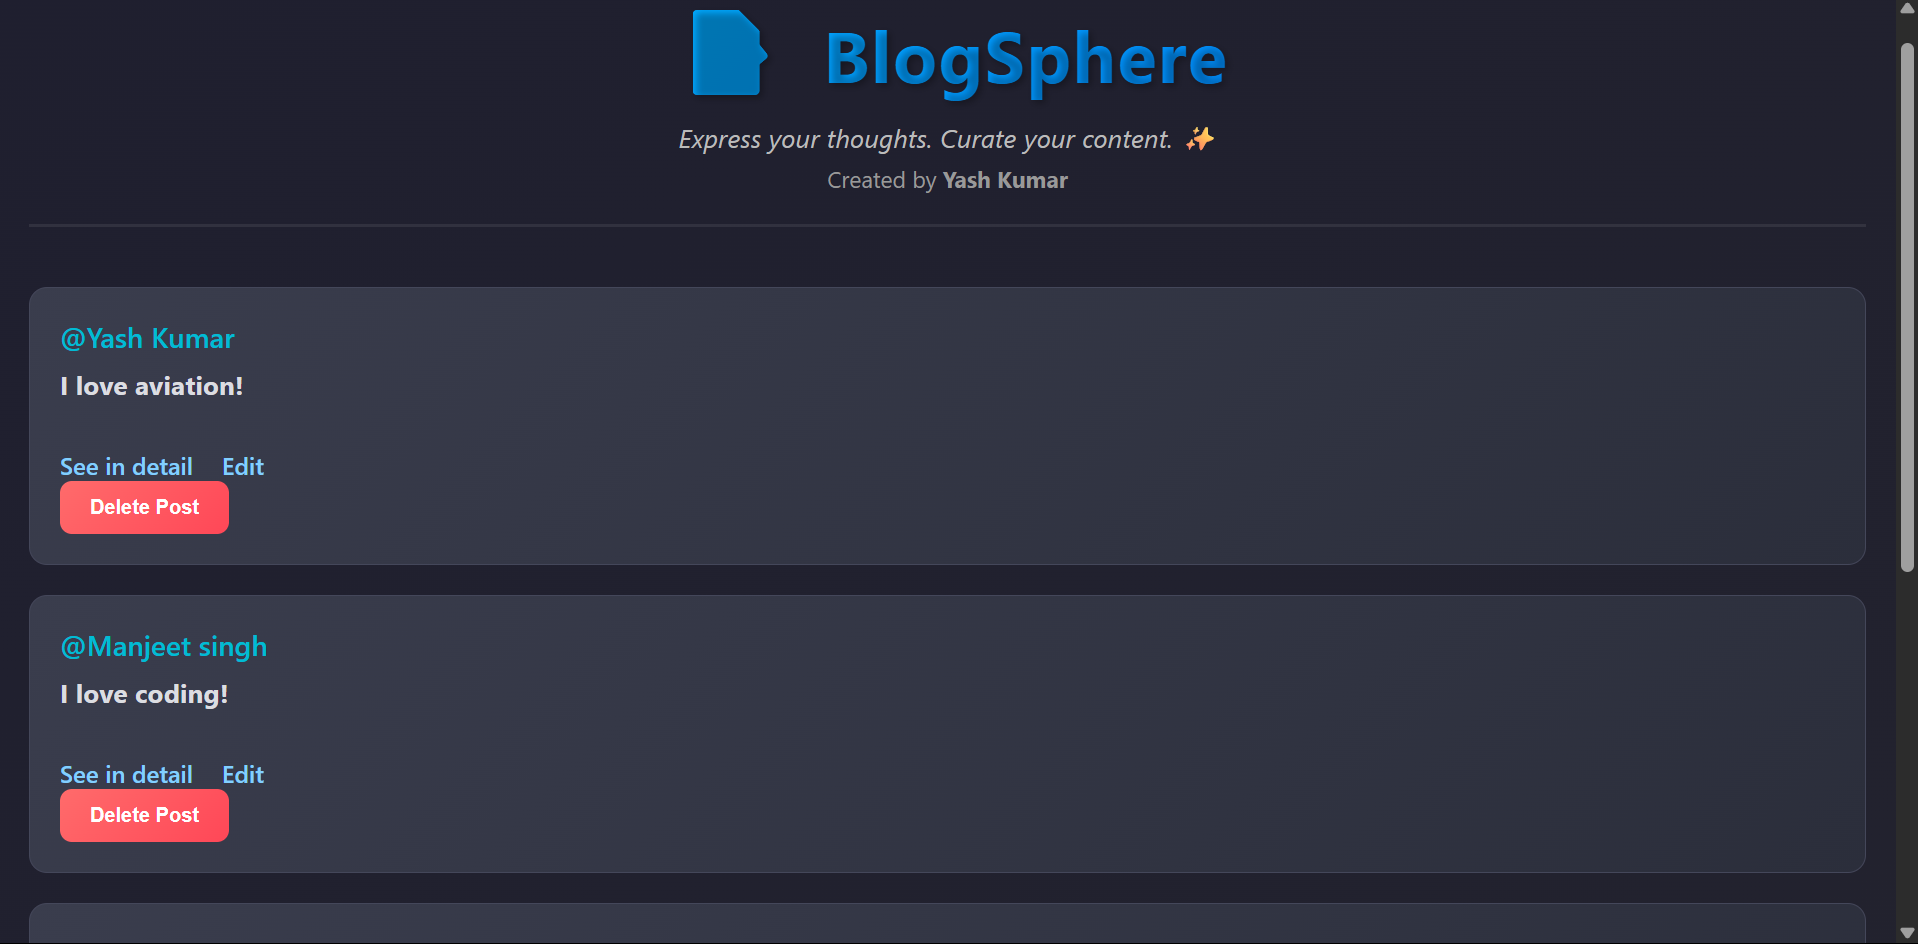 BlogSphere
Express your thoughts. Curate your content. ✨
Created by Yash Kumar
@Yash Kumar
I love aviation!
See in detail Edit
Delete Post
@Manjeet singh
I love coding!
See in detail Edit
Delete Post